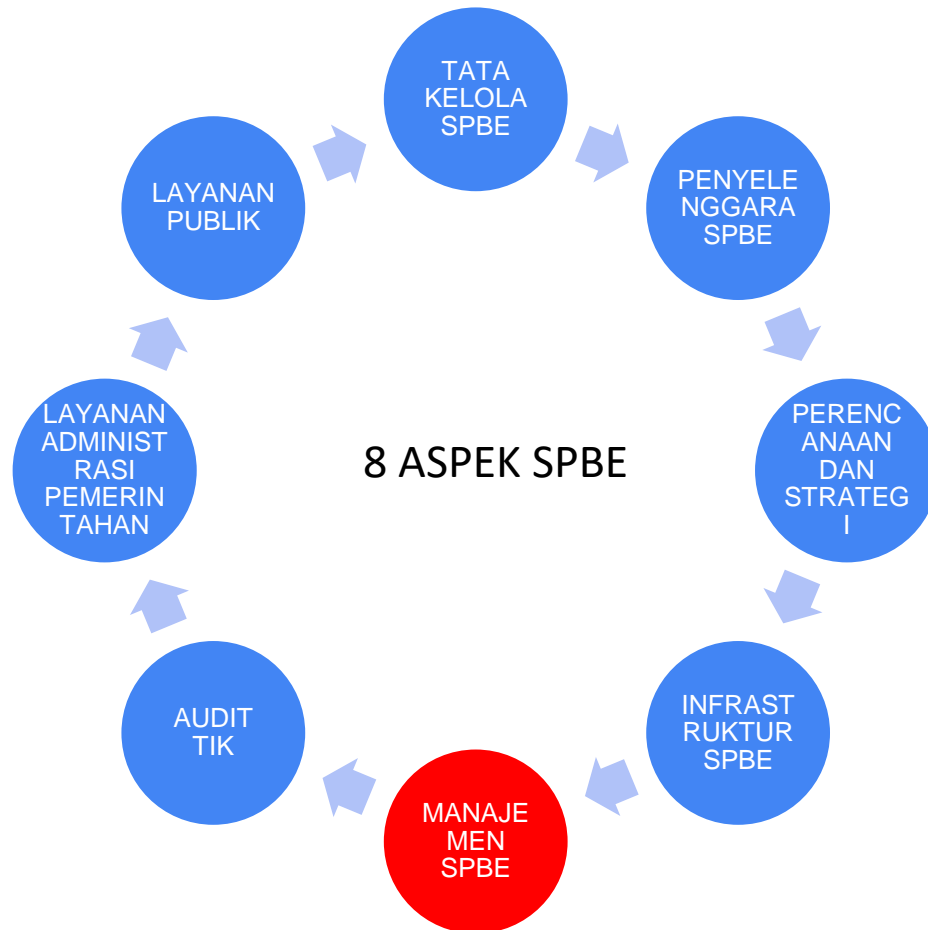 TATA
KELOLA
SPBE
PENYELE
NGGARA
SPBE
PERENC
ANAAN
DAN
STRATEG
I
INFRAST
RUKTUR
SPBE
MANAJE
MEN
SPBE
AUDIT
TIK
LAYANAN
ADMINIST
RASI
PEMERIN
TAHAN
LAYANAN
PUBLIK
8 ASPEK SPBE